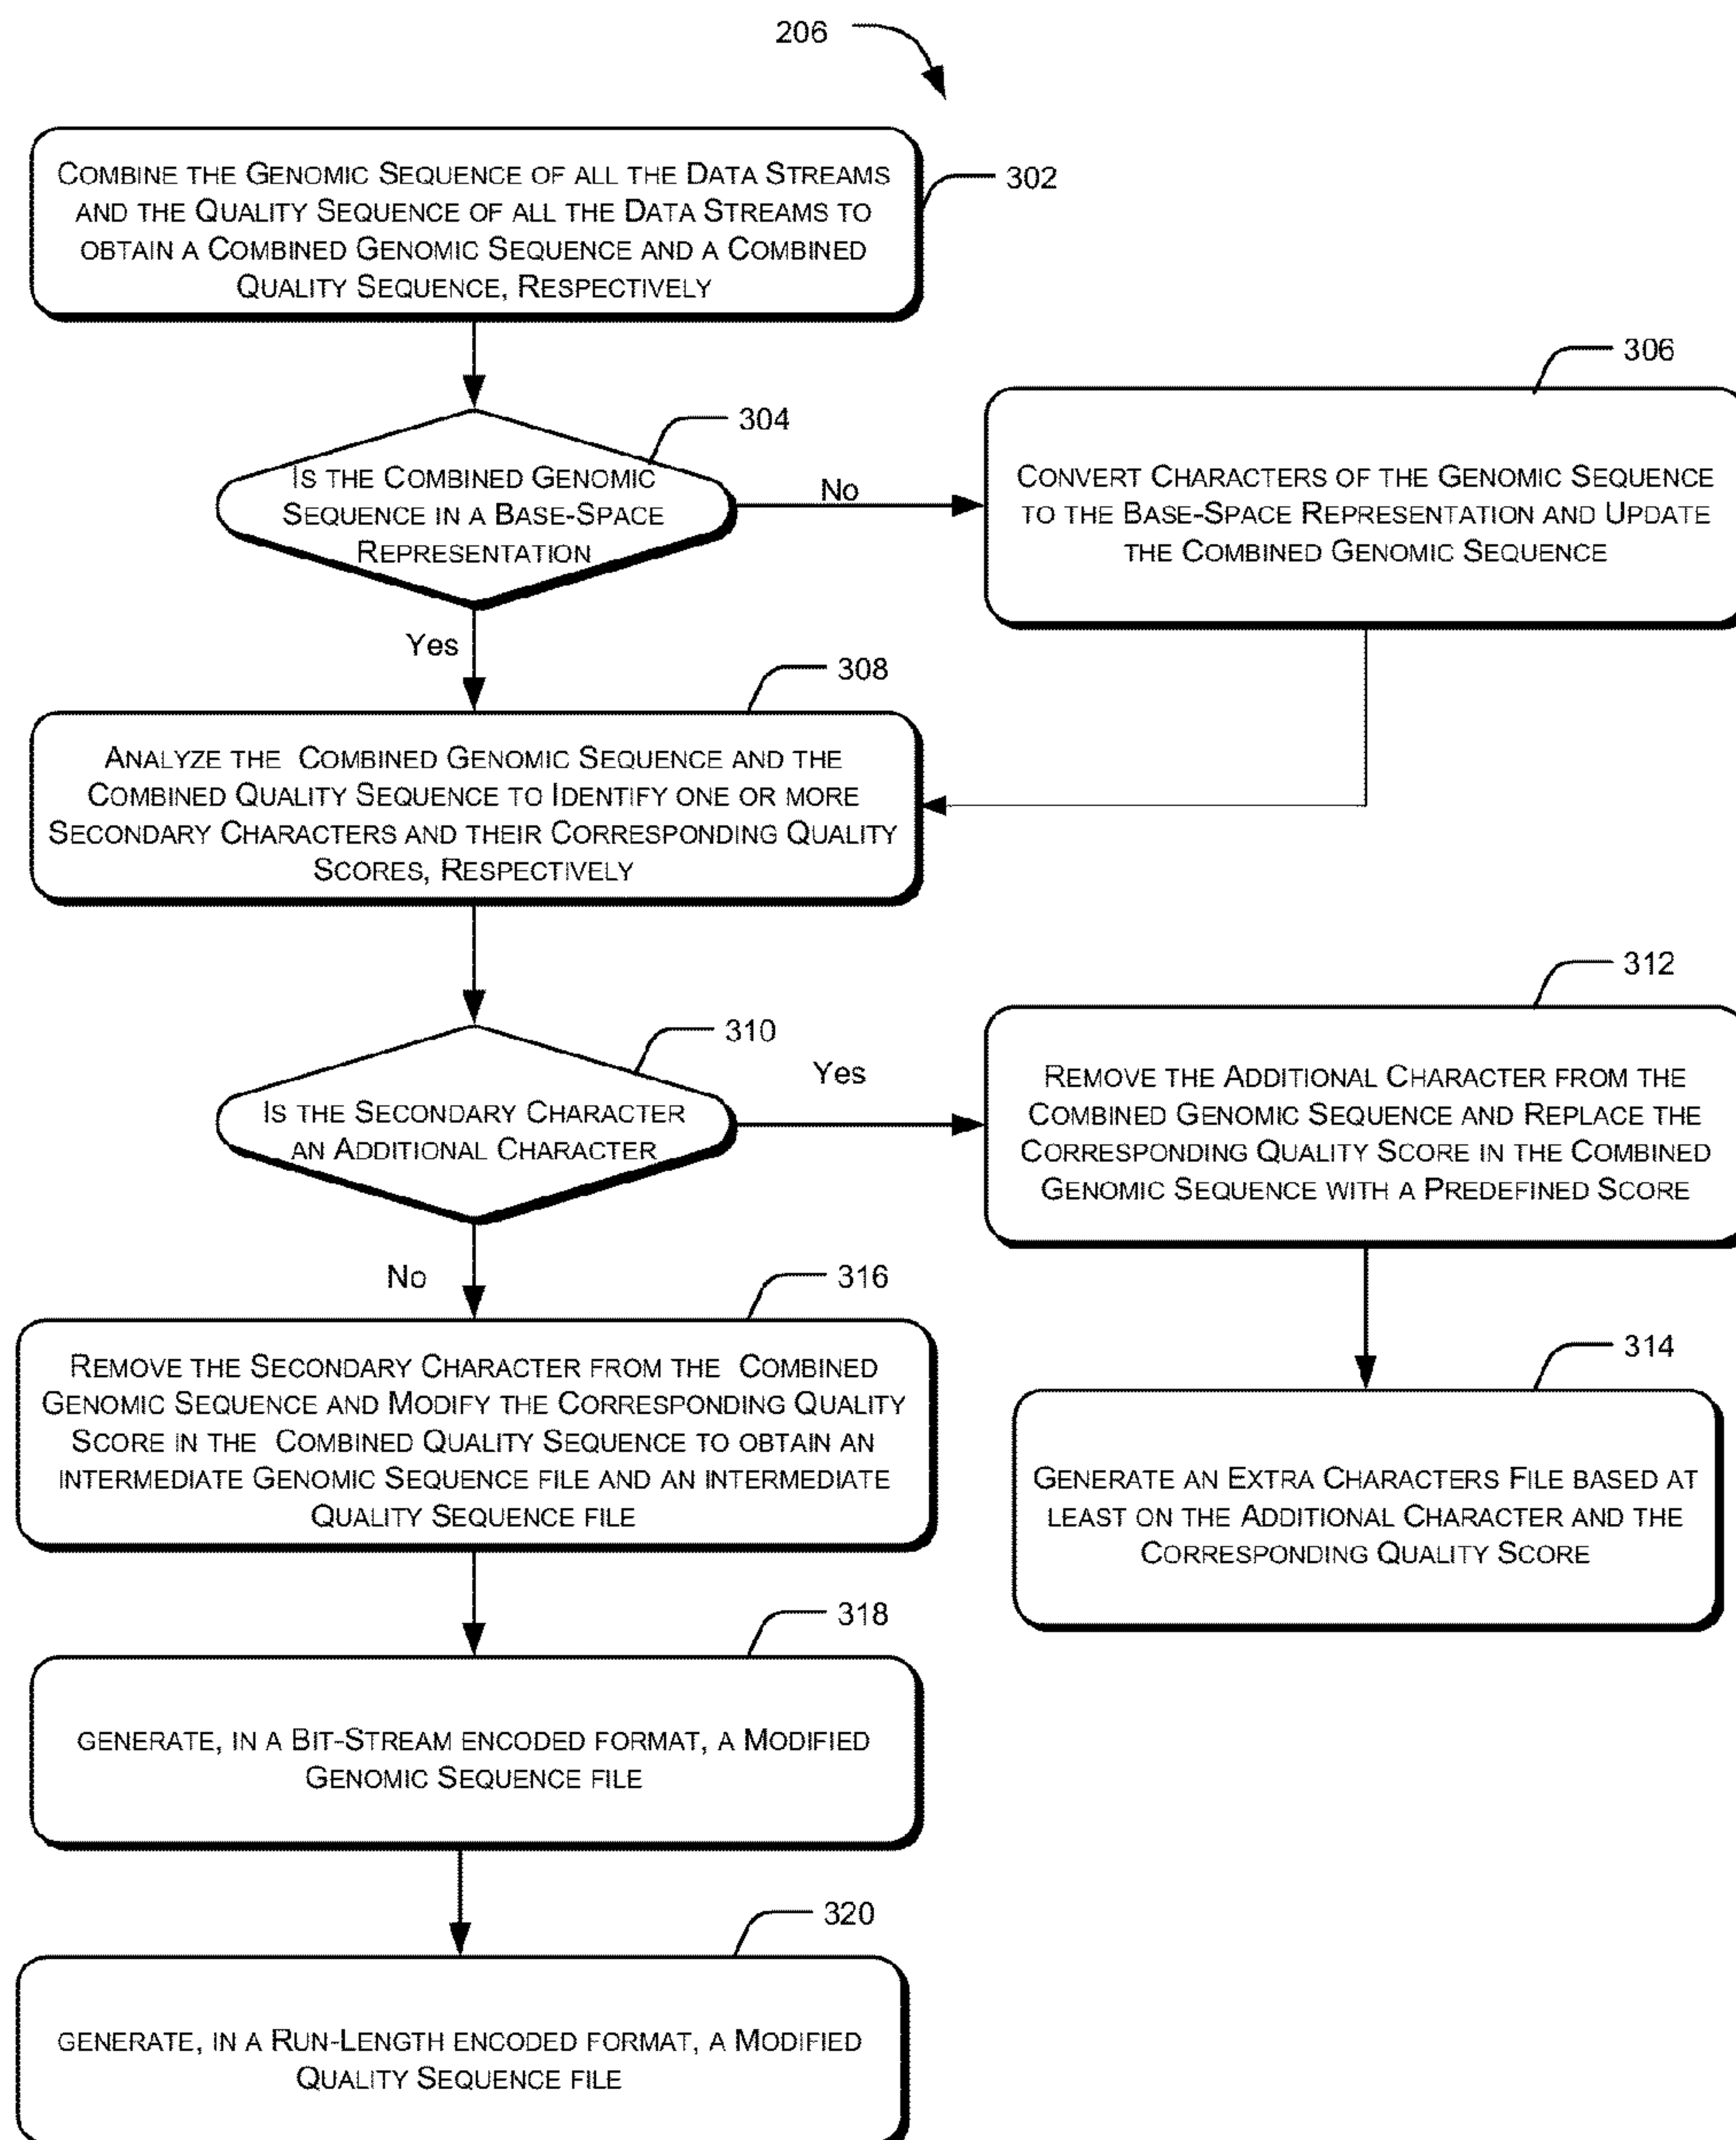 206
COMBINE THE GENOMIC SEQUENCE OF ALL THE DATA STREAMS
AND THE QUALITY SEQUENCE OF ALL THE DATA STREAMS TO
OBTAIN A COMBINED GENOMIC SEQUENCE AND A COMBINED
QUALITY SEQUENCE, RESPECTIVELY
302
304
IS THE COMBINED GENOMIC
SEQUENCE IN A BASE-SPACE
REPRESENTATION
No
306
CONVERT CHARACTERS OF THE GENOMIC SEQUENCE
TO THE BASE-SPACE REPRESENTATION AND UPDATE
THE COMBINED GENOMIC SEQUENCE
Yes
308
ANALYZE THE COMBINED GENOMIC SEQUENCE AND THE
COMBINED QUALITY SEQUENCE TO IDENTIFY ONE OR MORE
SECONDARY CHARACTERS AND THEIR CORRESPONDING QUALITY
SCORES, RESPECTIVELY
310
IS THE SECONDARY CHARACTER
AN ADDITIONAL CHARACTER
Yes
312
REMOVE THE ADDITIONAL CHARACTER FROM THE
COMBINED GENOMIC SEQUENCE AND REPLACE THE
CORRESPONDING QUALITY SCORE IN THE COMBINED
GENOMIC SEQUENCE WITH A PREDEFINED SCORE
314
GENERATE AN EXTRA CHARACTERS FILE BASED AT
LEAST ON THE ADDITIONAL CHARACTER AND THE
CORRESPONDING QUALITY SCORE
No
316
REMOVE THE SECONDARY CHARACTER FROM THE COMBINED
GENOMIC SEQUENCE AND MODIFY THE CORRESPONDING QUALITY
SCORE IN THE COMBINED QUALITY SEQUENCE TO OBTAIN AN
INTERMEDIATE GENOMIC SEQUENCE FILE AND AN INTERMEDIATE
QUALITY SEQUENCE FILE
318
GENERATE, IN A BIT-STREAM ENCODED FORMAT, A MODIFIED
GENOMIC SEQUENCE FILE
320
GENERATE, IN A RUN-LENGTH ENCODED FORMAT, A MODIFIED
QUALITY SEQUENCE FILE